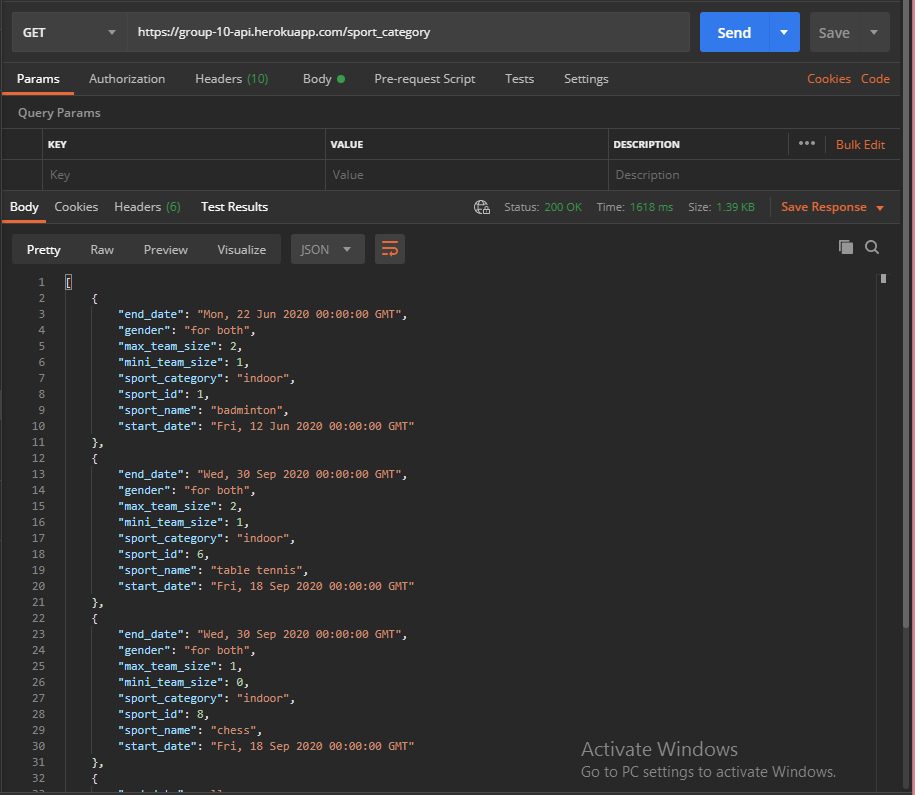 GET https://group-10-api.herokuapp.com/sport_category Send Save
Params Authorization Headers (10) Body Pre-request Script Tests Settings Cookies Code
Query Params
KEY VALUE DESCRIPTION ••• Bulk Edit
Key Value Description
Body Cookies Headers (6) Test Results Status: 200 OK Time: 1618 ms Size: 1.39 KB Save Response
Pretty Raw Preview Visualize JSON
1 [
2 {
3 "end_date": "Mon, 22 Jun 2020 00:00:00 GMT",
4 "gender": "for both",
5 "max_team_size": 2,
6 "mini_team_size": 1,
7 "sport_category": "indoor",
8 "sport_id": 1,
9 "sport_name": "badminton",
10 "start_date": "Fri, 12 Jun 2020 00:00:00 GMT"
11 },
12 {
13 "end_date": "Wed, 30 Sep 2020 00:00:00 GMT",
14 "gender": "for both",
15 "max_team_size": 2,
16 "mini_team_size": 1,
17 "sport_category": "indoor",
18 "sport_id": 6,
19 "sport_name": "table tennis",
20 "start_date": "Fri, 18 Sep 2020 00:00:00 GMT"
21 },
22 {
23 "end_date": "Wed, 30 Sep 2020 00:00:00 GMT",
24 "gender": "for both",
25 "max_team_size": 1,
26 "mini_team_size": 0,
27 "sport_category": "indoor",
28 "sport_id": 8,
29 "sport_name": "chess",
30 "start_date": "Fri, 18 Sep 2020 00:00:00 GMT"
31 },
32 {
Activate Windows
Go to PC settings to activate Windows.